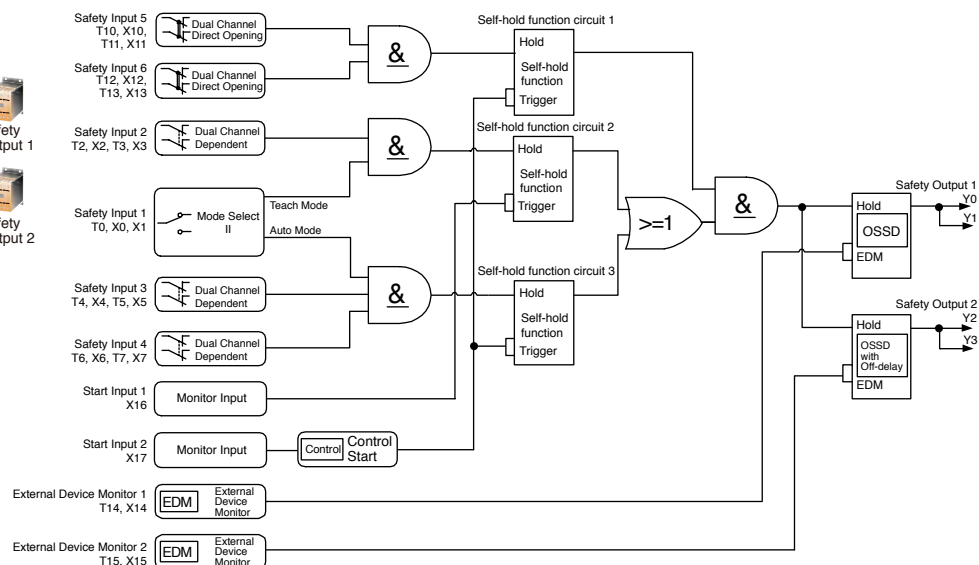 Safety Input 5
T10, X10,
T11, X11
Dual Channel
Direct Opening
&
Self-hold function circuit 1
Hold
Self-hold
function
Trigger
Safety Input 6
T12, X12,
T13, X13
Dual Channel
Direct Opening
Safety Input 2
T2, X2, T3, X3
Dual Channel
Dependent
&
Self-hold function circuit 2
Hold
Self-hold
function
Trigger
Safety Input 1
T0, X0, X1
Mode Select
II
Teach Mode
Auto Mode
>=1
&
Safety Output 1
Hold
OSSD
EDM
Y0
Y1
Safety Input 3
T4, X4, T5, X5
Dual Channel
Dependent
&
Self-hold function circuit 3
Hold
Self-hold
function
Trigger
Safety Input 4
T6, X6, T7, X7
Dual Channel
Dependent
Safety Output 2
Hold
OSSD
with
Off-delay
EDM
Y2
Y3
Start Input 1
X16
Monitor Input
Start Input 2
X17
Monitor Input
Control
Control
Start
External Device Monitor 1
T14, X14
EDM
External
Device
Monitor
External Device Monitor 2
T15, X15
EDM
External
Device
Monitor